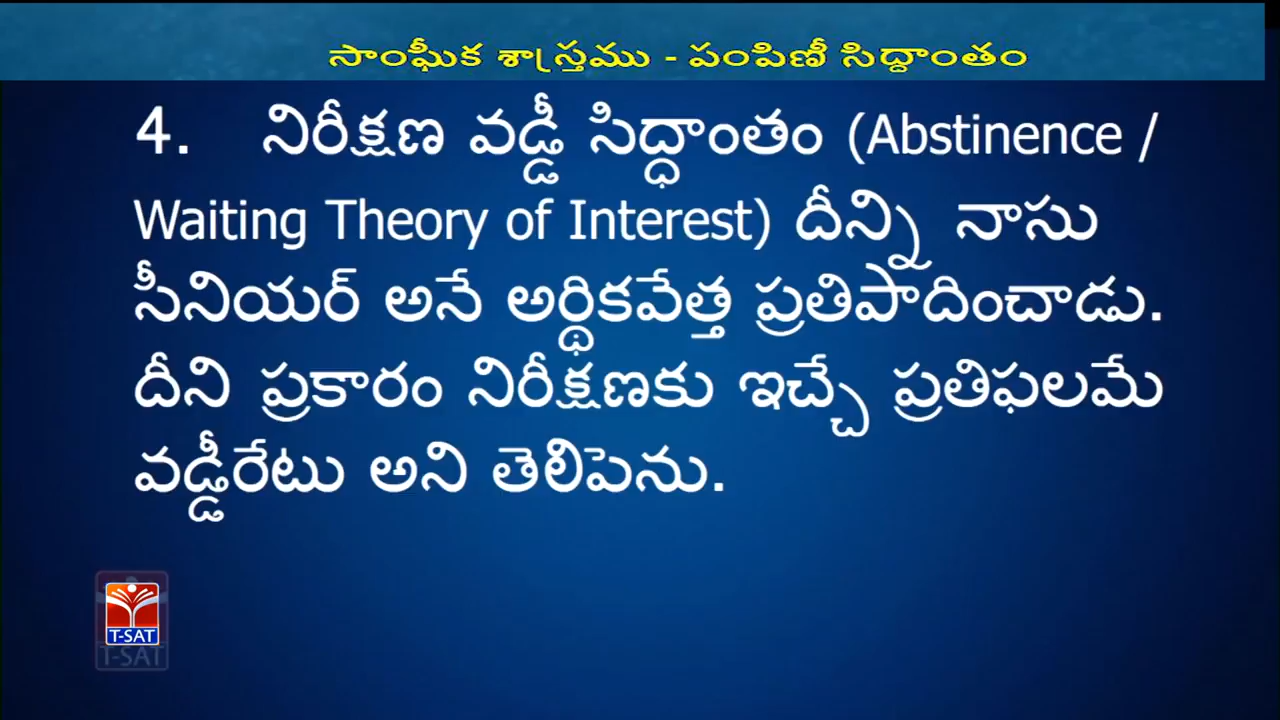 సాంఘీక శాస్త్రము - పంపిణీ సిద్దాంతం
4. నిరీక్షణ వడ్డీ సిద్ధాంతం (Abstinence /
Waiting Theory of Interest) దీన్ని నాసు
సీనియర్ అనే అర్థికవేత్త ప్రతిపాదించాడు.
దీని ప్రకారం నిరీక్షణకు ఇచ్చే ప్రతిఫలమే
వడ్డీరేటు అని తెలిపెను.
T-SAT
T-SAT